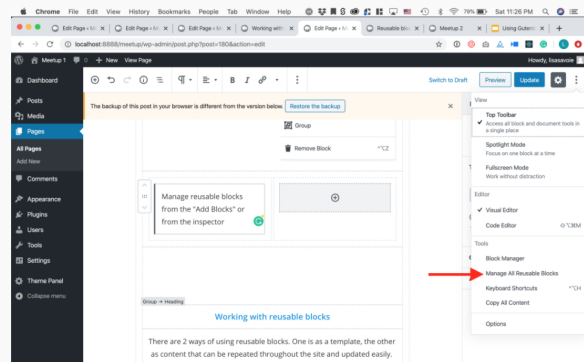 Chrome File Edit View History Bookmarks People Tab Window Help 79% Sat 11:26 PM
Edit Page ‹ M Edit Page ‹ M Edit Page ‹ M Working with Edit Page ‹ M Reusable bloc Meetup 2 Using Gutenb
localhost:8888/meetup/wp-admin/post.php?post=180&action=edit
Meetup 1 0 + New View Page Howdy, lisasavoie
Dashboard
Posts
Media
Pages
All Pages
Add New
Comments
Appearance
Plugins
Users
Tools
Settings
Theme Panel
Collapse menu
B I
Switch to Draft Preview Update
The backup of this post in your browser is different from the version below. Restore the backup
Group
Remove Block ^⌥Z
Manage reusable blocks
from the "Add Blocks" or
from the inspector
Group → Heading
Working with reusable blocks
There are 2 ways of using reusable blocks. One is as a template, the other
as content that can be repeated throughout the site and updated easily.
View
Top Toolbar
Access all block and document tools in
a single place
Spotlight Mode
Focus on one block at a time
Fullscreen Mode
Work without distraction
Editor
Visual Editor
Code Editor ⇧⌥⌘M
Tools
Block Manager
Manage All Reusable Blocks
Keyboard Shortcuts ^⌥H
Copy All Content
Options